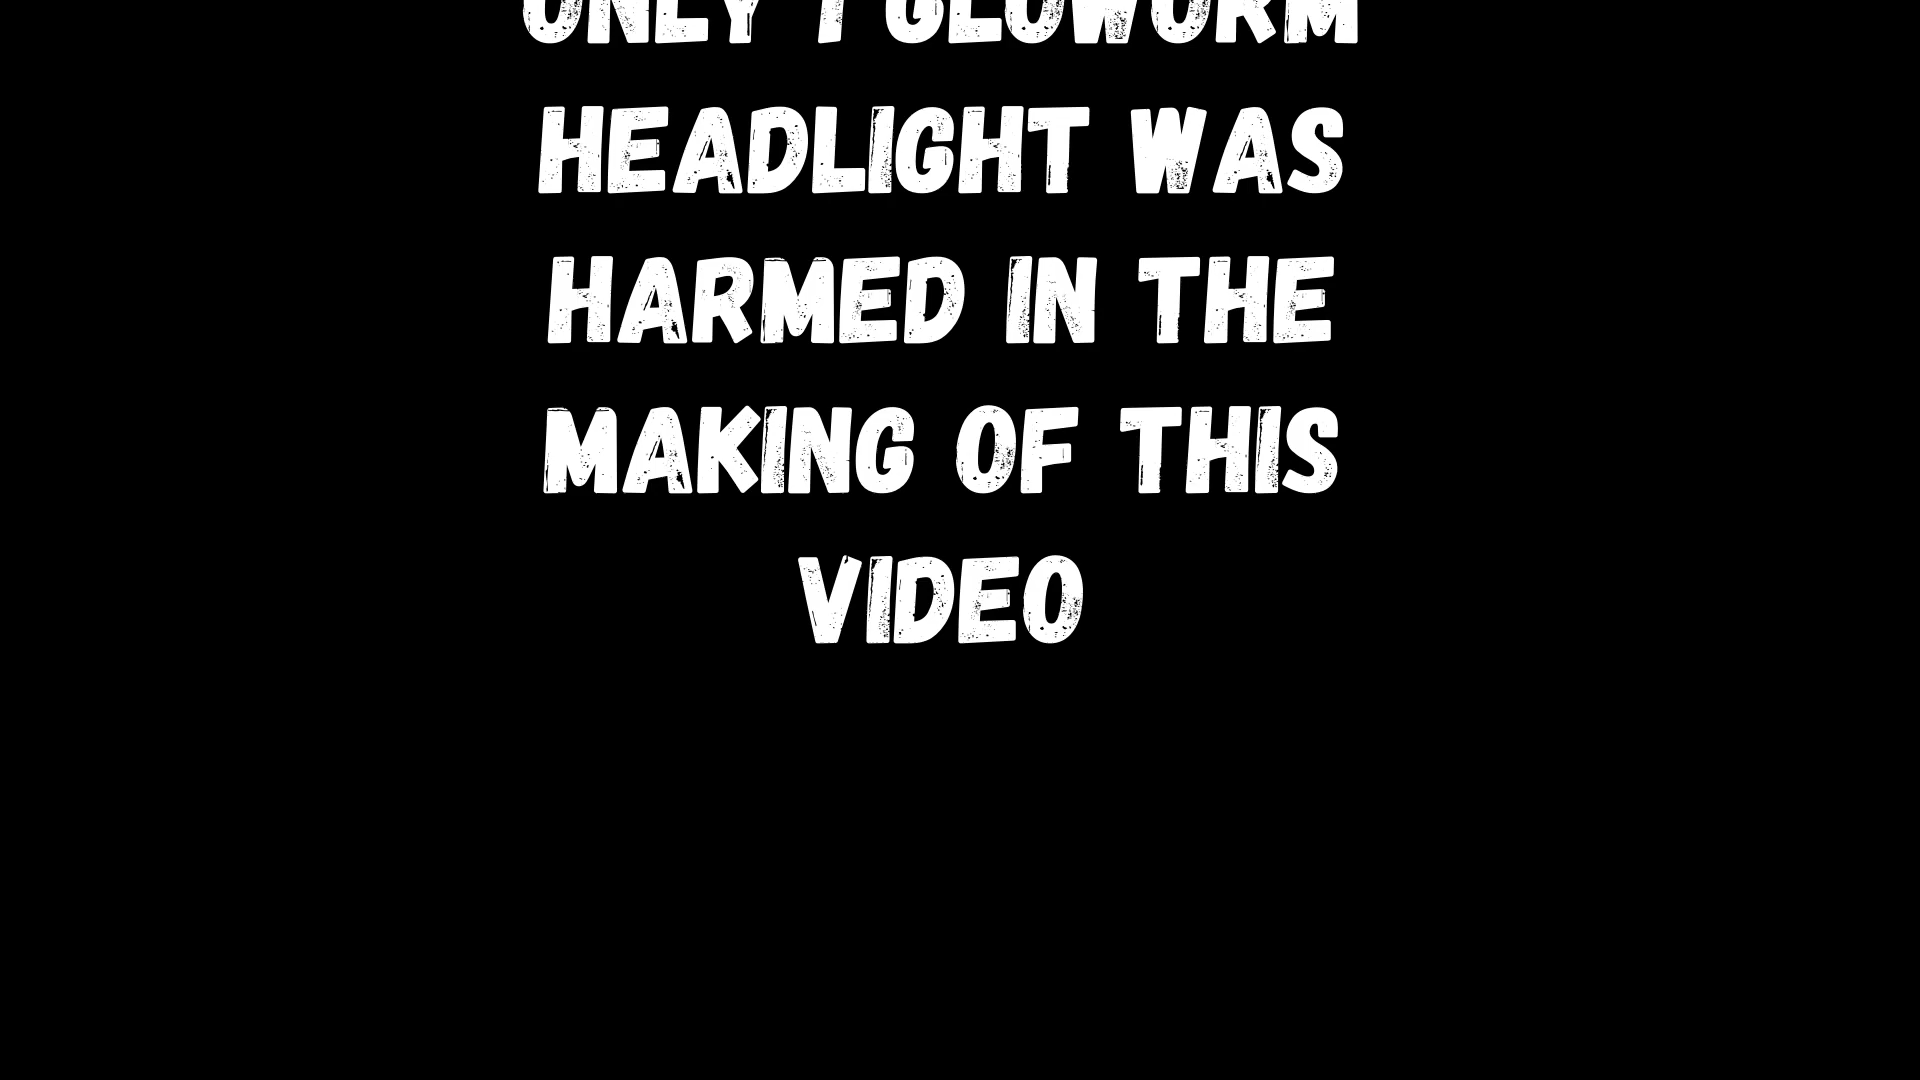 ONLY 1 GLOWORM
HEADLIGHT WAS
HARMED IN THE
MAKING OF THIS
VIDEO